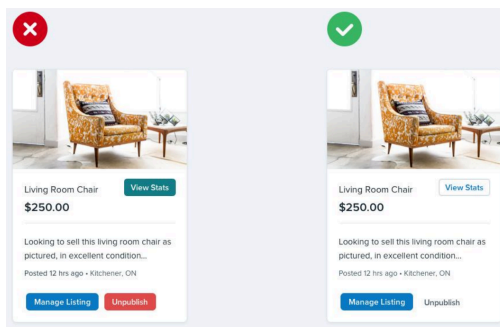 Living Room Chair
View Stats
$250.00
Looking to sell this living room chair as
pictured, in excellent condition...
Posted 12 hrs ago • Kitchener, ON
Manage Listing
Unpublish
Living Room Chair
View Stats
$250.00
Looking to sell this living room chair as
pictured, in excellent condition...
Posted 12 hrs ago • Kitchener, ON
Manage Listing
Unpublish